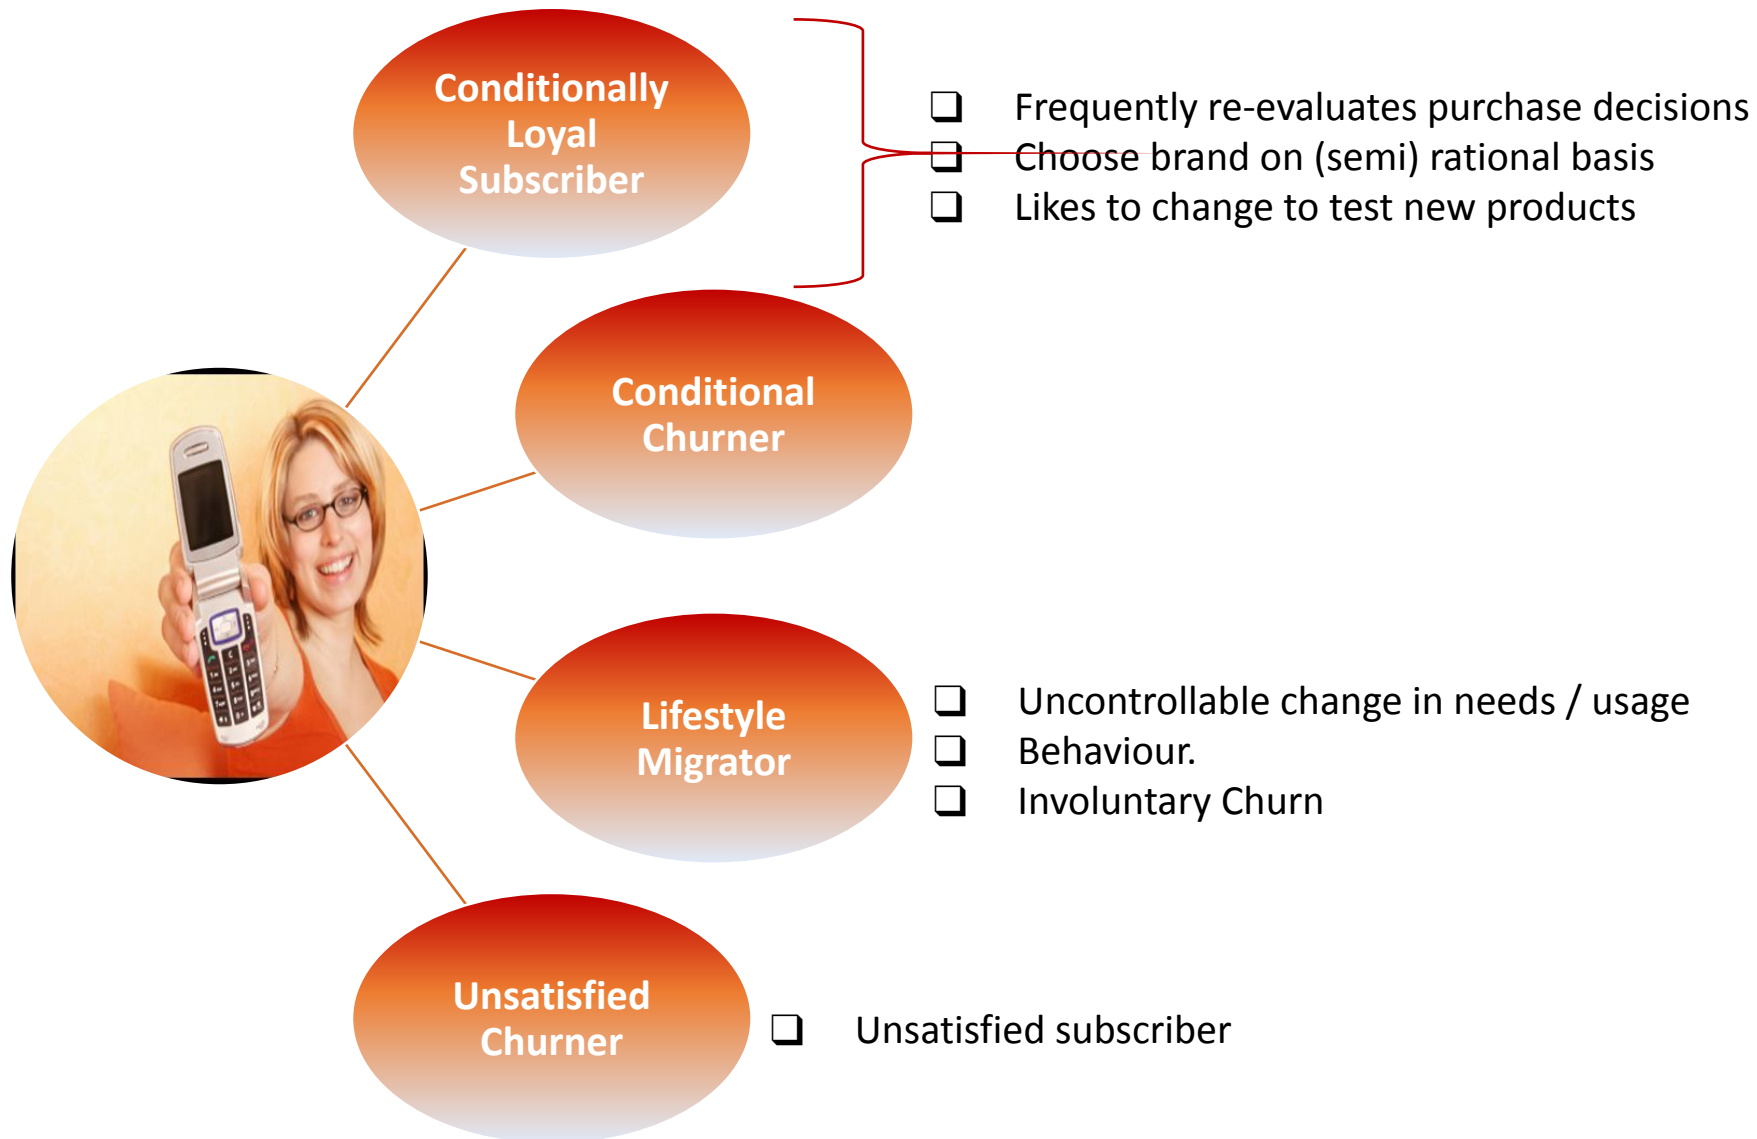 Conditionally
Loyal
Subscriber
❑ Frequently re-evaluates purchase decisions
❑ Choose brand on (semi) rational basis
❑ Likes to change to test new products
Conditional
Churner
Lifestyle
Migrator
❑ Uncontrollable change in needs / usage
❑ Behaviour.
❑ Involuntary Churn
Unsatisfied
Churner
❑ Unsatisfied subscriber